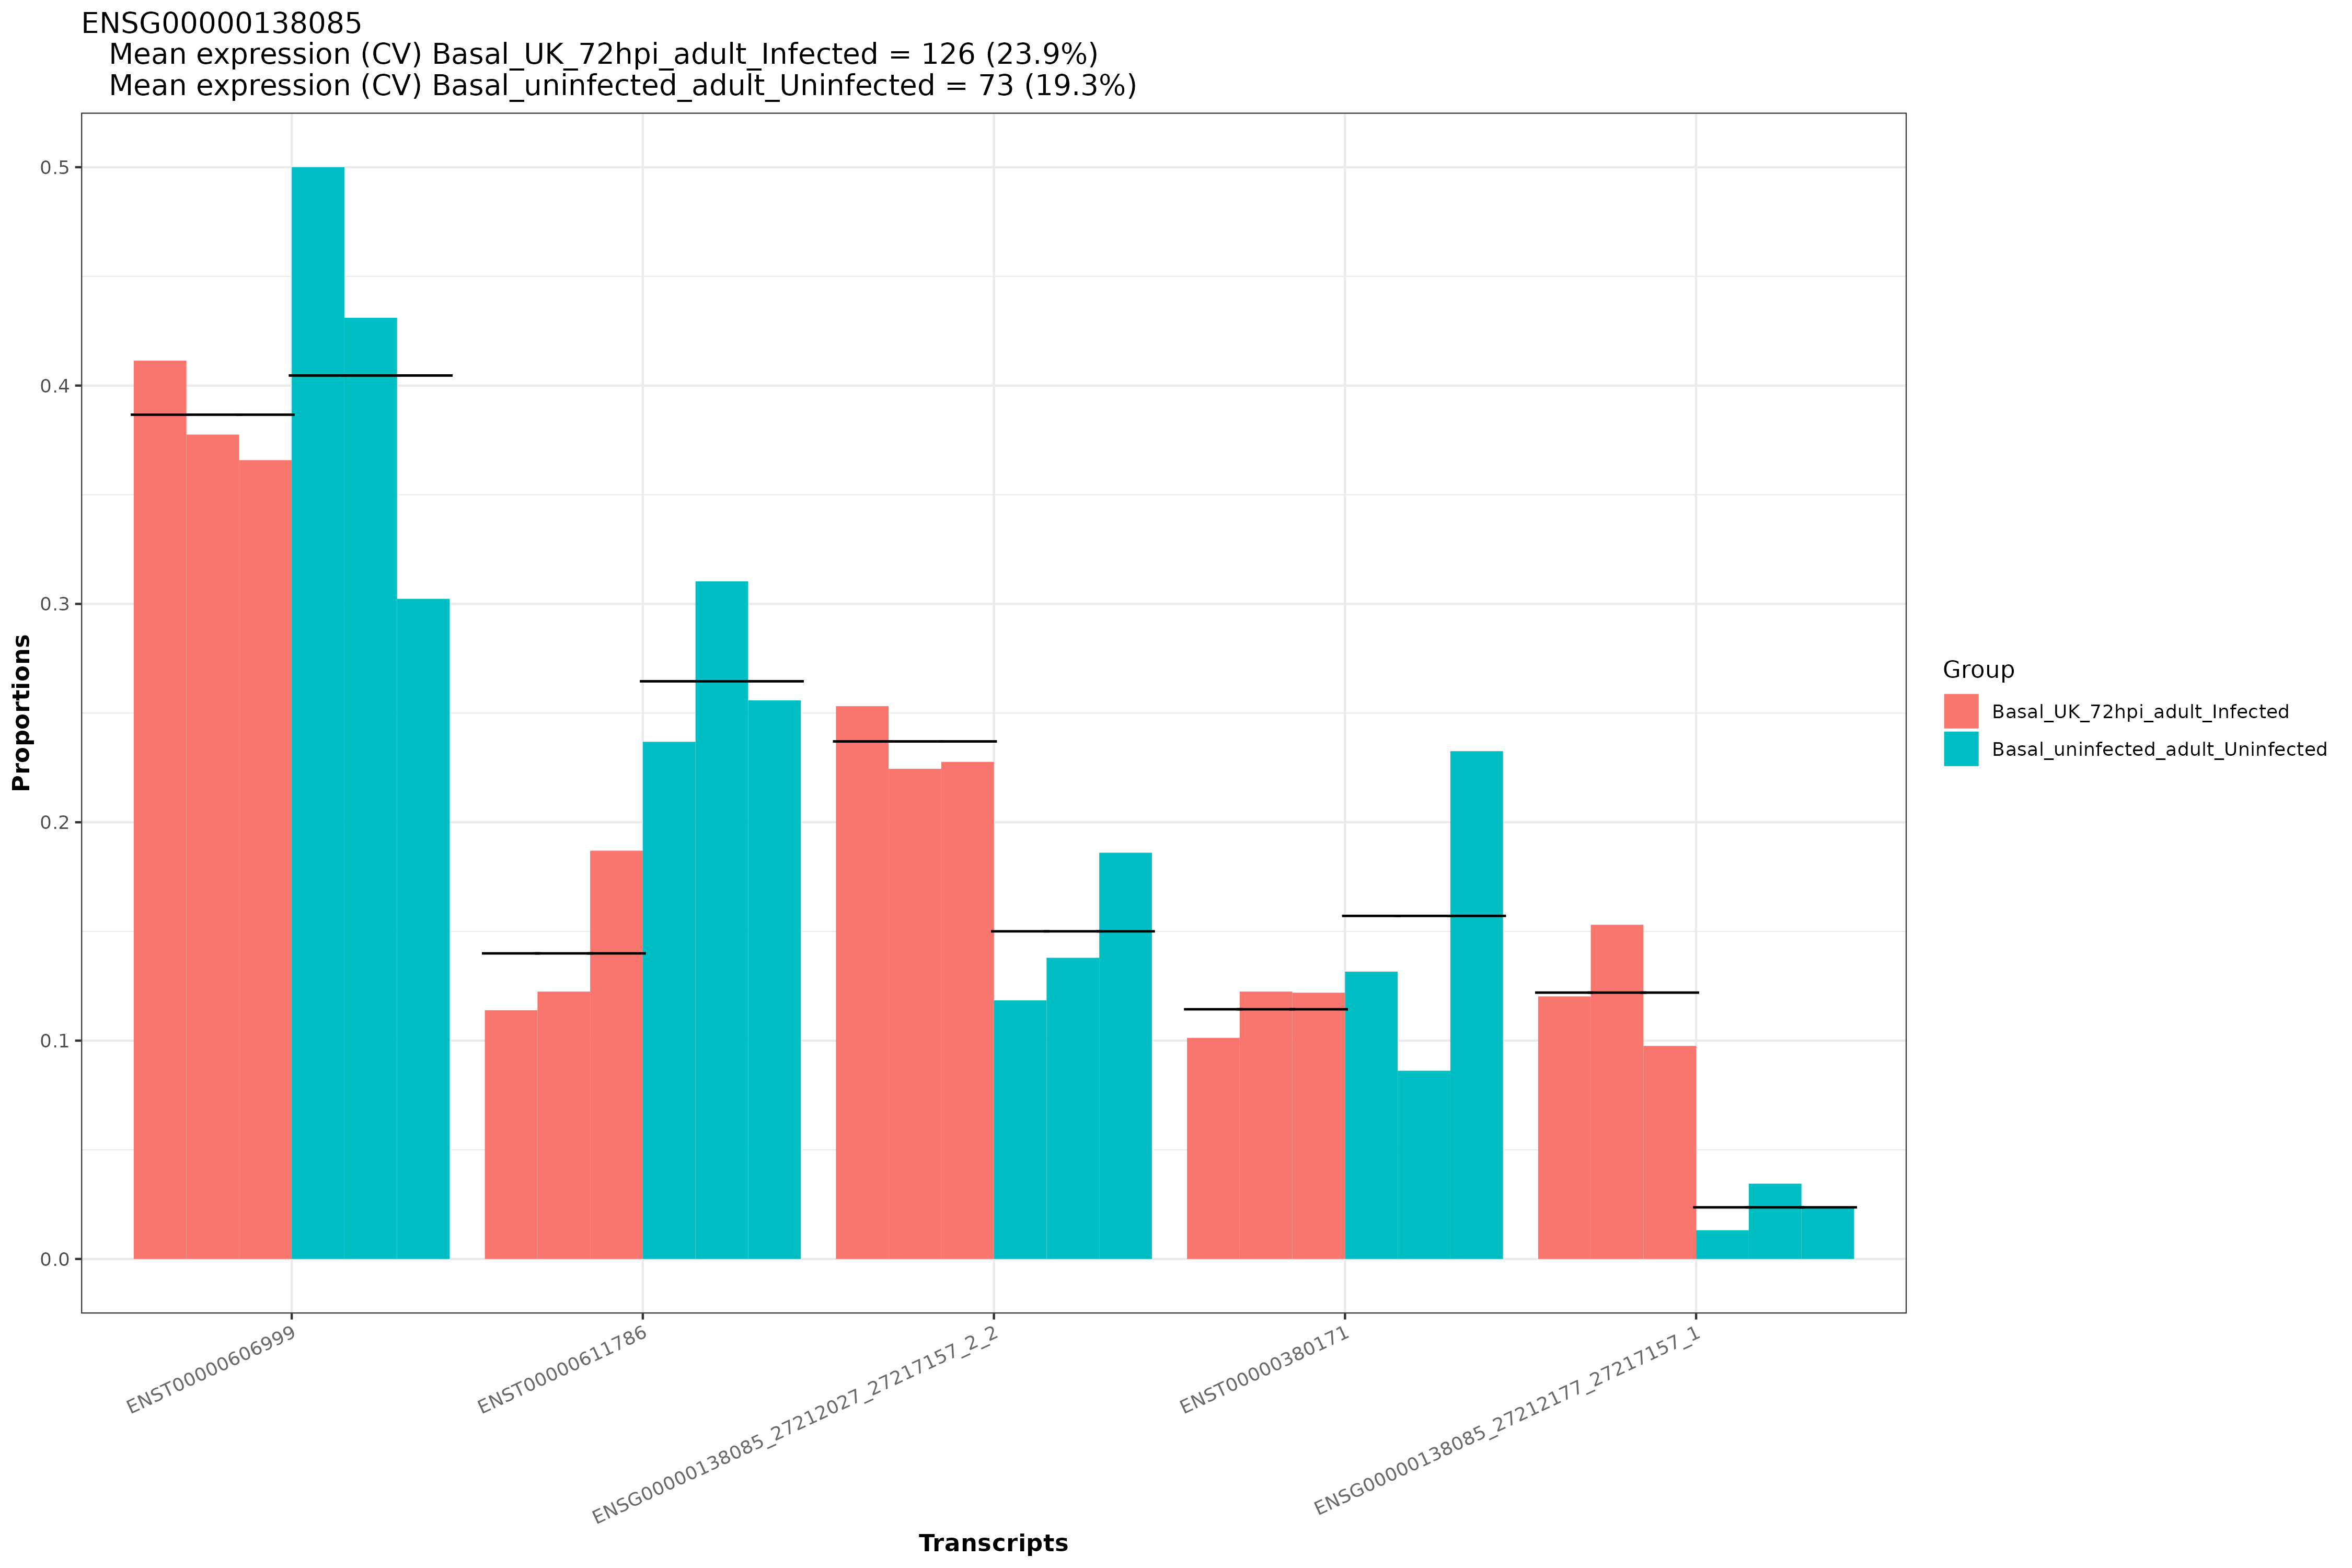 ENSG00000138085
Mean expression (CV) Basal_UK_72hpi_adult_Infected = 126 (23.9%)
Mean expression (CV) Basal_uninfected_adult_Uninfected = 73 (19.3%)
Proportions
0.5
0.4
0.3
0.2
0.1
0.0
ENST00000606999
ENST00000611786
ENSG00000138085_27212027_27217157_2_2
ENST00000380171
ENSG00000138085_27212177_27217157_1
Transcripts
Group
Basal_UK_72hpi_adult_Infected
Basal_uninfected_adult_Uninfected